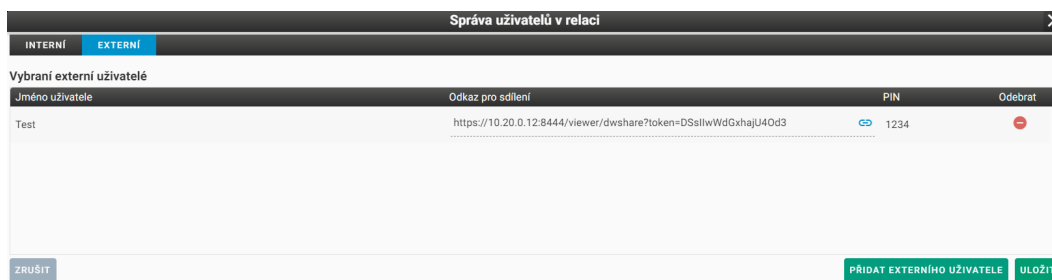 Správa uživatelů v relaci
INTERNÍ EXTERNÍ
Vybraní externí uživatelé
Jméno uživatele Odkaz pro sdílení PIN Odebrat
Test https://10.20.0.12:8444/viewer/dwshare?token=DSsIIwWdGxhajU4Od3 1234
ZRUŠIT PŘIDAT EXTERNÍHO UŽIVATELE ULOŽIT